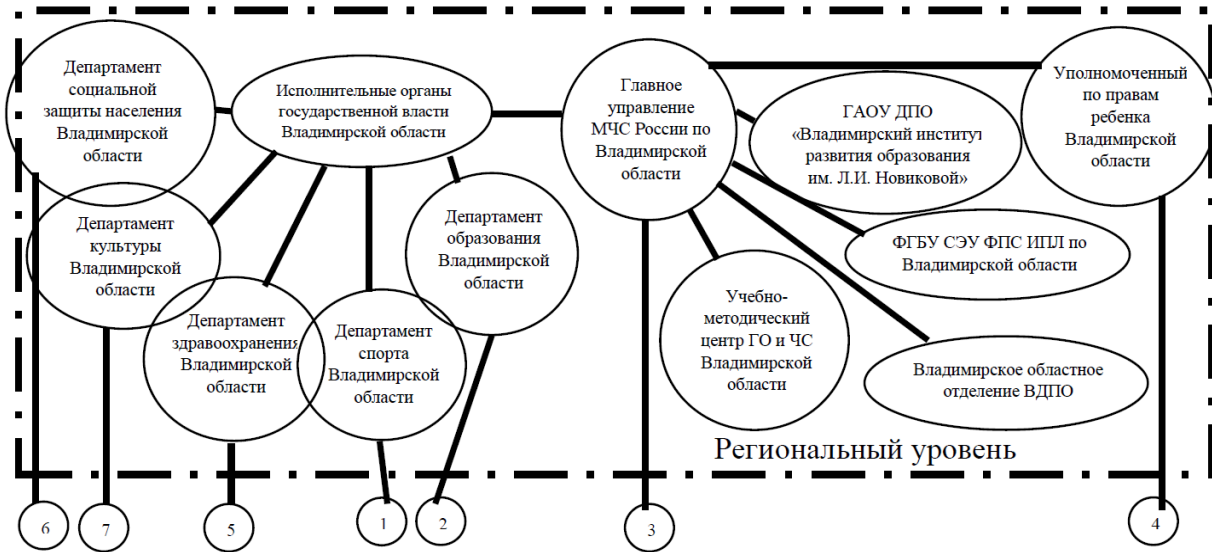 Департамент
социальной
защиты населения
Владимирской
области
Исполнительные органы
государственной власти
Владимирской области
Главное
управление
МЧС России по
Владимирской
области
ГАОУ ДПО
«Владимирский институт
развития образования
им. Л.И. Новиковой»
Уполномоченный
по правам
ребенка
Владимирской
области
Департамент
культуры
Владимирской
области
Департамент
образования
Владимирской
области
ФГБУ СЭУ ФПС ИПЛ по
Владимирской области
Департамент
здравоохранения
Владимирской
области
Департамент
спорта
Владимирской
области
Учебно-
методический
центр ГО и ЧС
Владимирской
области
Владимирское областное
отделение ВДПО
Региональный уровень
6
7
5
1
2
3
4